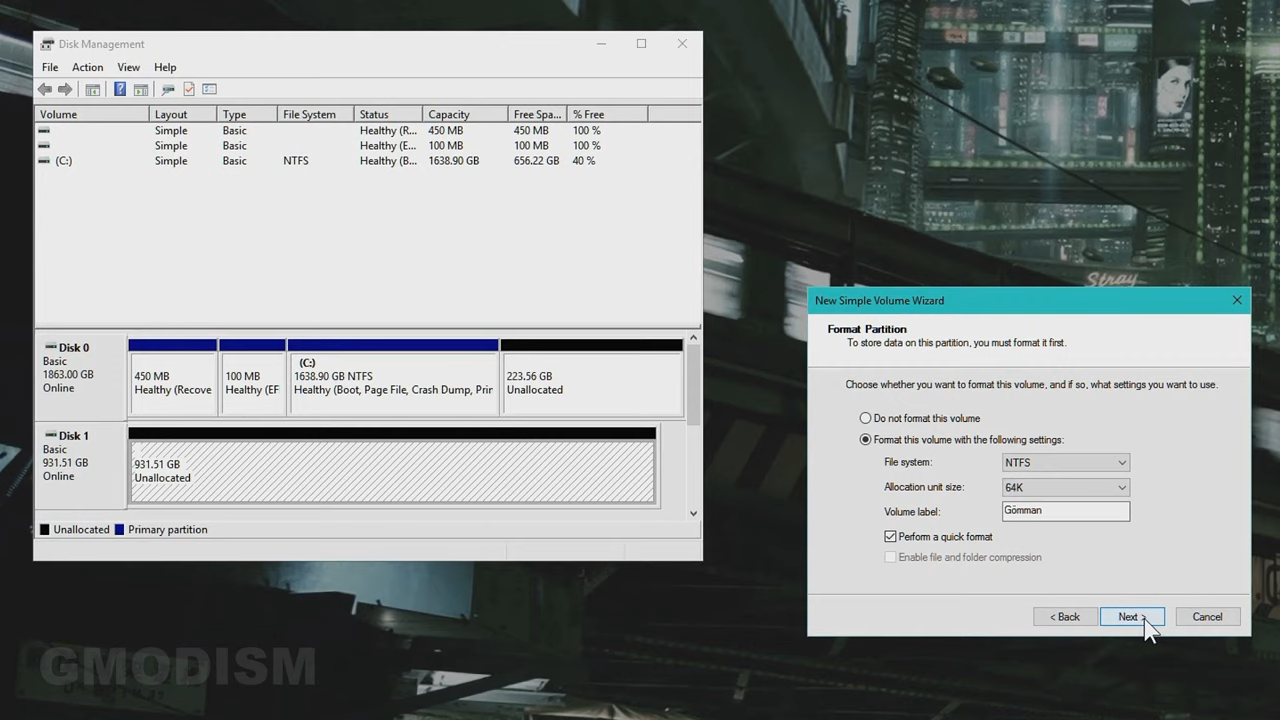 Disk Management
File Action View Help
Volume Layout Type File System Status Capacity Free Spa... % Free
Simple Basic Healthy (R... 450 MB 450 MB 100 %
Simple Basic Healthy (E... 100 MB 100 MB 100 %
(C:) Simple Basic NTFS Healthy (B... 1638.90 GB 656.22 GB 40 %
Disk 0
Basic
1863.00 GB
Online
450 MB
Healthy (Recove
100 MB
Healthy (EF
(C:)
1638.90 GB NTFS
Healthy (Boot, Page File, Crash Dump, Prir
223.56 GB
Unallocated
Disk 1
Basic
931.51 GB
Online
931.51 GB
Unallocated
Unallocated Primary partition
Stray
New Simple Volume Wizard
Format Partition
To store data on this partition, you must format it first.
Choose whether you want to format this volume, and if so, what settings you want to use.
Do not format this volume
Format this volume with the following settings:
File system: NTFS
Allocation unit size: 64K
Volume label: Gömman
Perform a quick format
Enable file and folder compression
< Back Next > Cancel
GMODISM